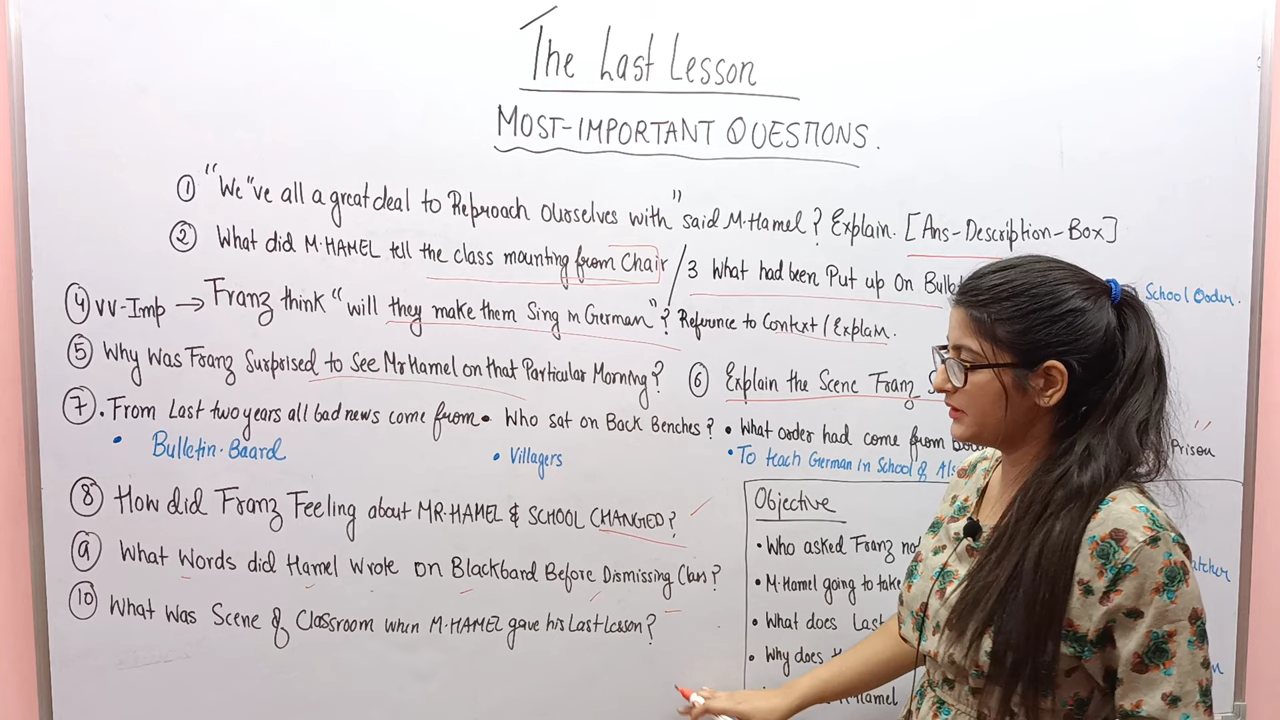 The Last Lesson
MOST-IMPORTANT QUESTIONS.
① "We"ve all a great deal to Reproach Ourselves with" said M.Hamel? Explain. [Ans-Description-Box]
② What did M.HAMEL tell the class mounting from Chair / 3 What had been Put up On
School Order.
④ VV-Imp → Franz think "will they make them Sing in German"? Refrence to Context / Explain.
⑤ Why Was Franz Surprised to See Mr Hamel on that Particular Morning? ⑥ Explain the Scene Franz
⑦. From Last two years all bad news come from • Who sat on Back Benches? • What order had come from
Prison
• Bulletin-Board • Villagers • To teach German in School &
⑧ How did Franz Feeling about MR.HAMEL & SCHOOL CHANGED?
⑨ What Words did Hamel Wrote on Blackbard Before Dismissing Class?
⑩ What Was Scene of Classroom when M.HAMEL gave his Last Lesson?
Objective
• Who asked Franz
• M.Hamel going to take
• What does Last
• Why does
Hamel